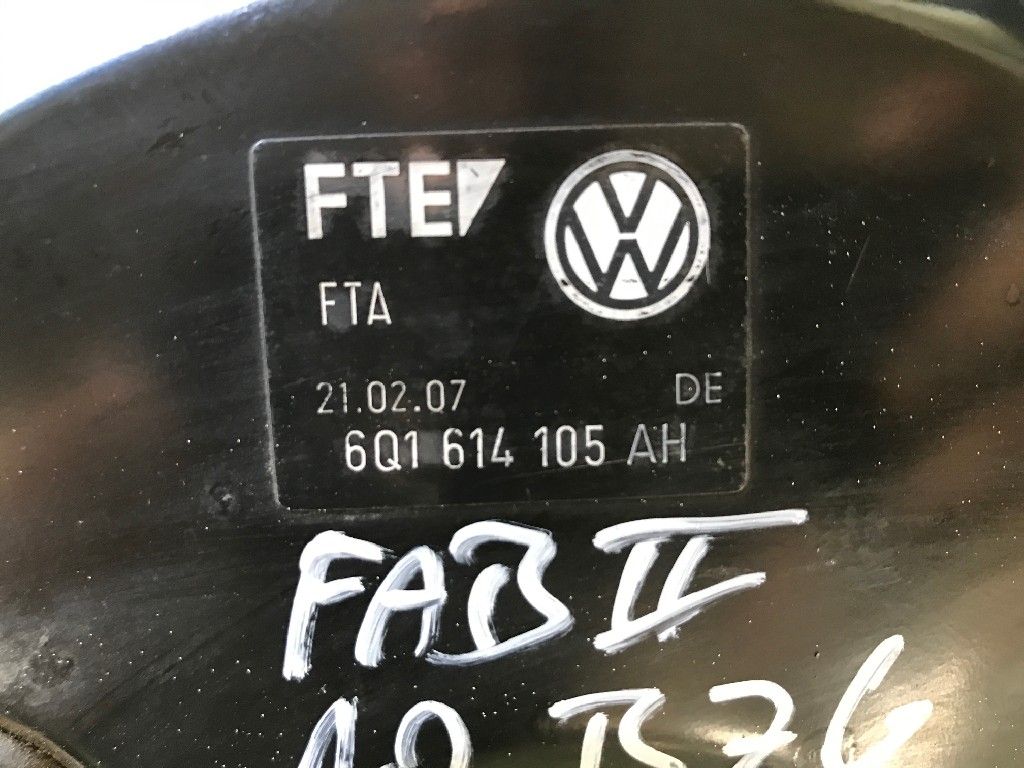 FTE
FTA
21.02.07 DE
6Q1 614 105 AH
FAB II